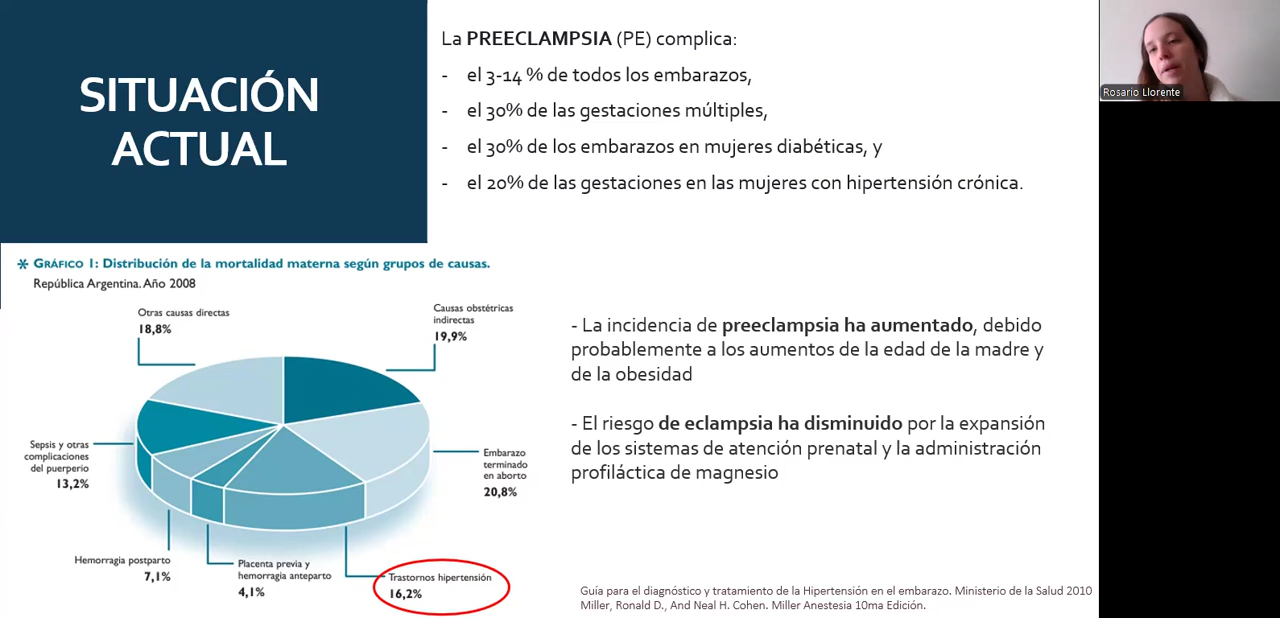 SITUACIÓN
ACTUAL
La PREECLAMPSIA (PE) complica:
- el 3-14 % de todos los embarazos,
- el 30% de las gestaciones múltiples,
- el 30% de los embarazos en mujeres diabéticas, y
- el 20% de las gestaciones en las mujeres con hipertensión crónica.
Rosario Llorente
* GRÁFICO 1: Distribución de la mortalidad materna según grupos de causas.
República Argentina. Año 2008
Otras causas directas
18,8%
Causas obstétricas
indirectas
19,9%
Sepsis y otras
complicaciones
del puerperio
13,2%
Embarazo
terminado
en aborto
20,8%
Hemorragia postparto
7,1%
Placenta previa y
hemorragia anteparto
4,1%
Trastornos hipertensión
16,2%
- La incidencia de preeclampsia ha aumentado, debido
probablemente a los aumentos de la edad de la madre y
de la obesidad
- El riesgo de eclampsia ha disminuido por la expansión
de los sistemas de atención prenatal y la administración
profiláctica de magnesio
Guía para el diagnóstico y tratamiento de la Hipertensión en el embarazo. Ministerio de la Salud 2010
Miller, Ronald D., And Neal H. Cohen. Miller Anestesia 10ma Edición.